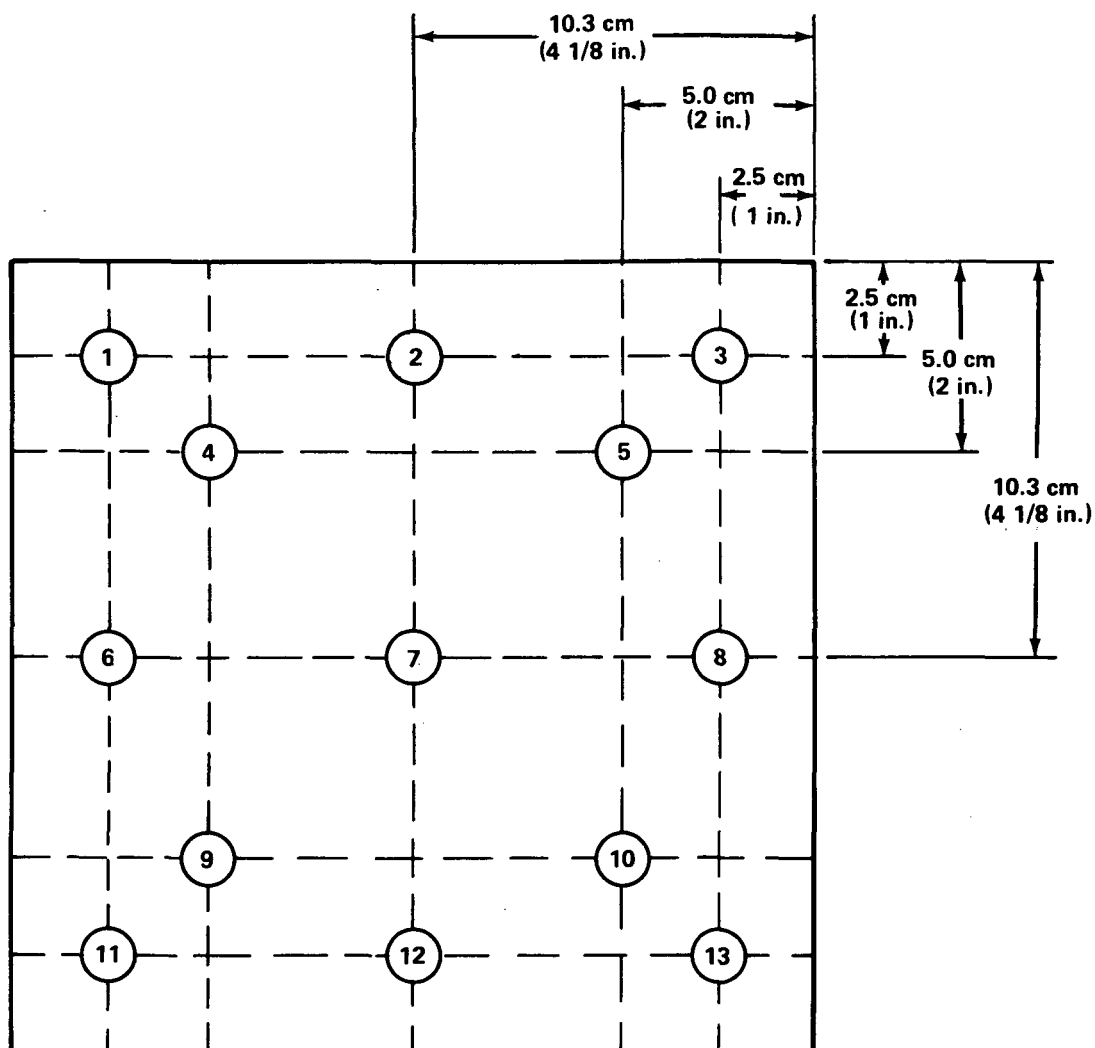 10.3 cm
(4 1/8 in.)
5.0 cm
(2 in.)
2.5 cm
( 1 in.)
2.5 cm
(1 in.)
1
2
3
5.0 cm
(2 in.)
4
5
10.3 cm
(4 1/8 in.)
6
7
8
9
10
11
12
13